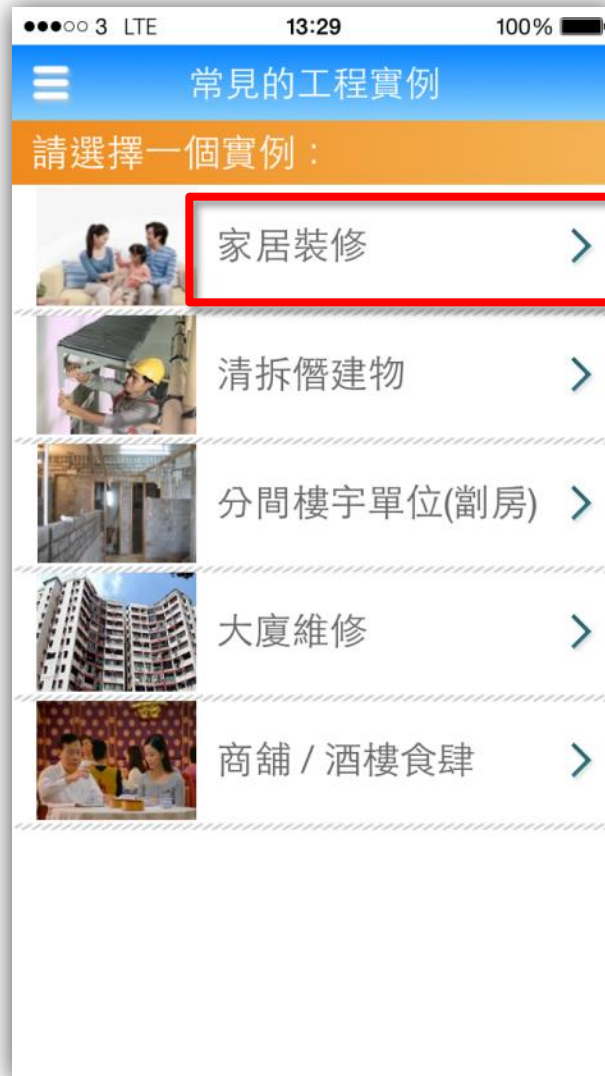 3 LTE 13:29 100%
常見的工程實例
請選擇一個實例：
家居裝修
清拆僭建物
分間樓宇單位(劏房)
大廈維修
商舖 / 酒樓食肆